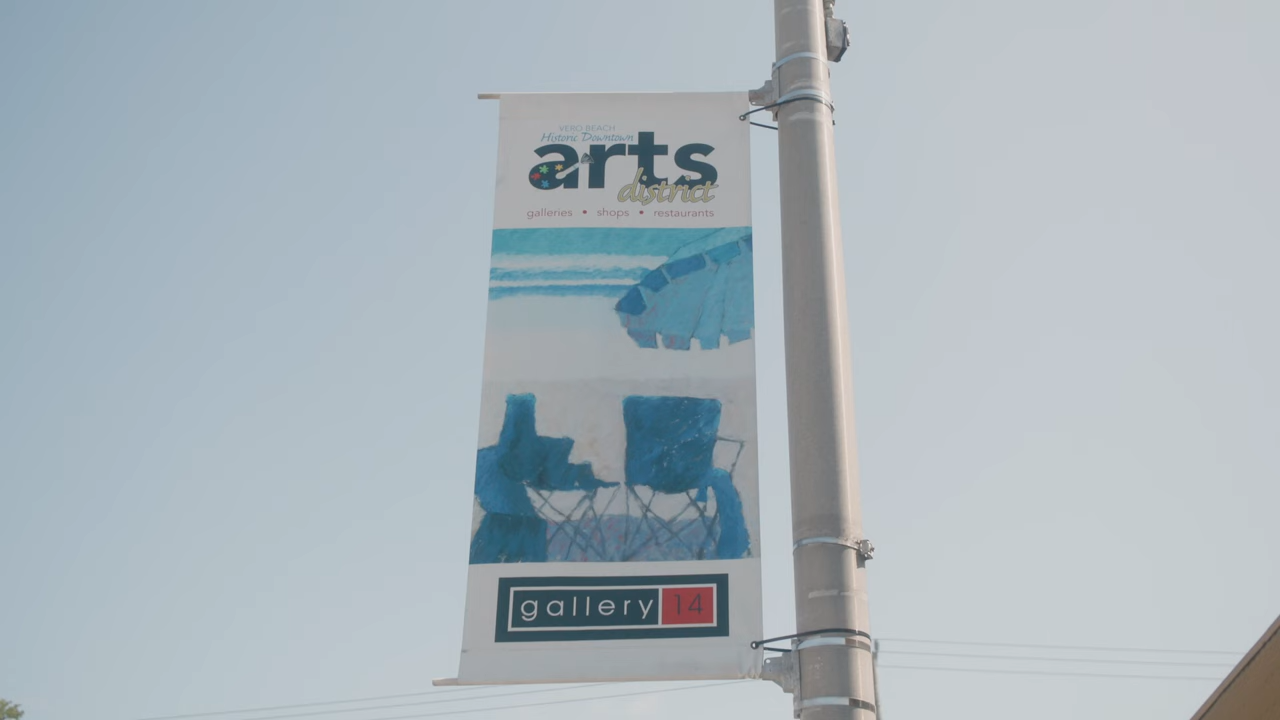 VERO BEACH
Historic Downtown
arts
district
galleries • shops • restaurants
gallery 14